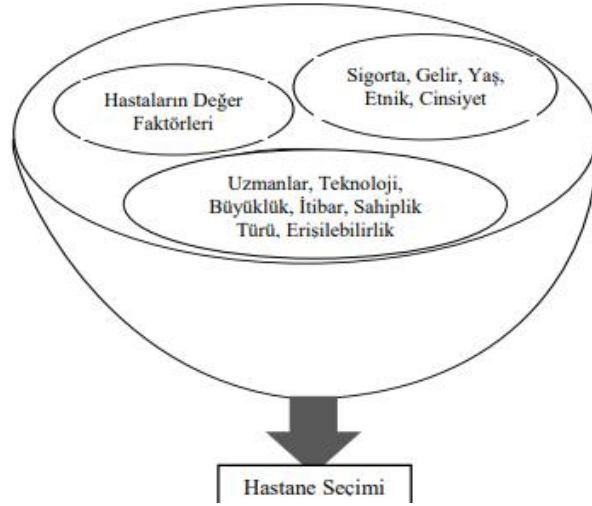 Hastaların Değer
Faktörleri
Sigorta, Gelir, Yaş,
Etnik, Cinsiyet
Uzmanlar, Teknoloji,
Büyüklük, İtibar, Sahiplik
Türü, Erişilebilirlik
Hastane Seçimi